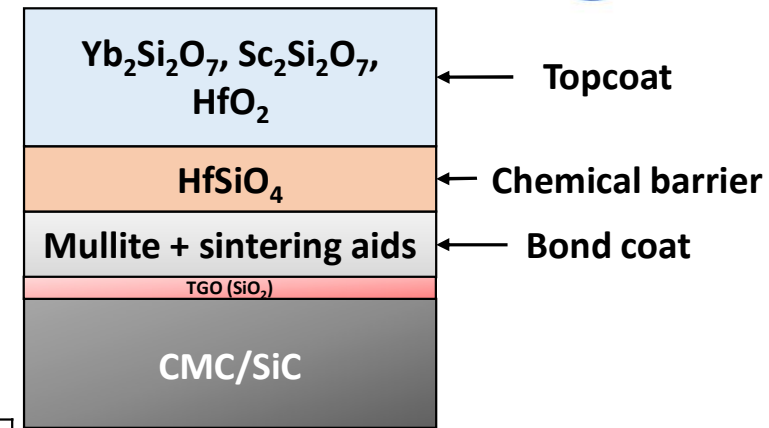 Yb₂Si₂O₇, Sc₂Si₂O₇,
HfO₂
Topcoat
HfSiO₄
Chemical barrier
Mullite + sintering aids
Bond coat
TGO (SiO₂)
CMC/SiC